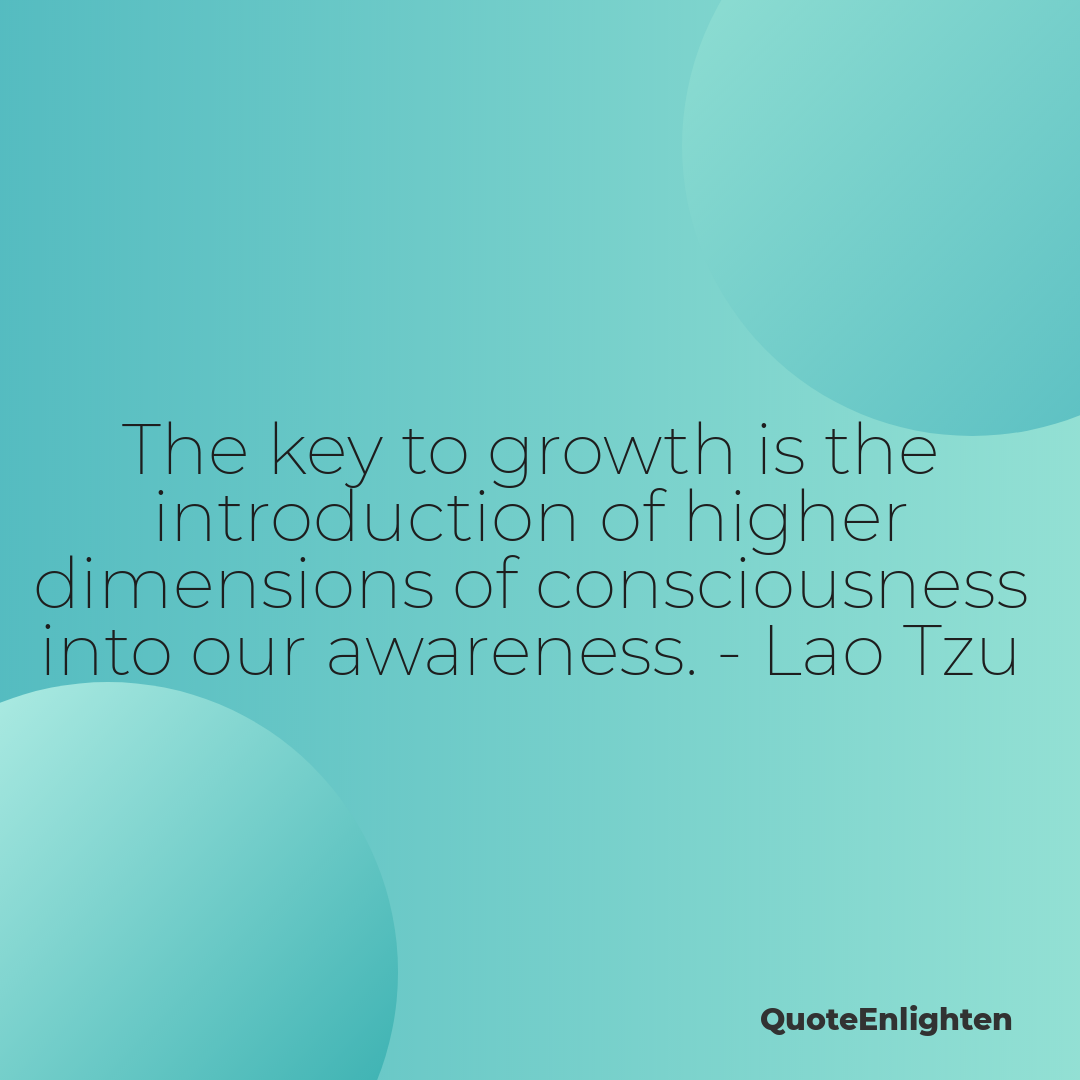 The key to growth is the
introduction of higher
dimensions of consciousness
into our awareness. - Lao Tzu
QuoteEnlighten